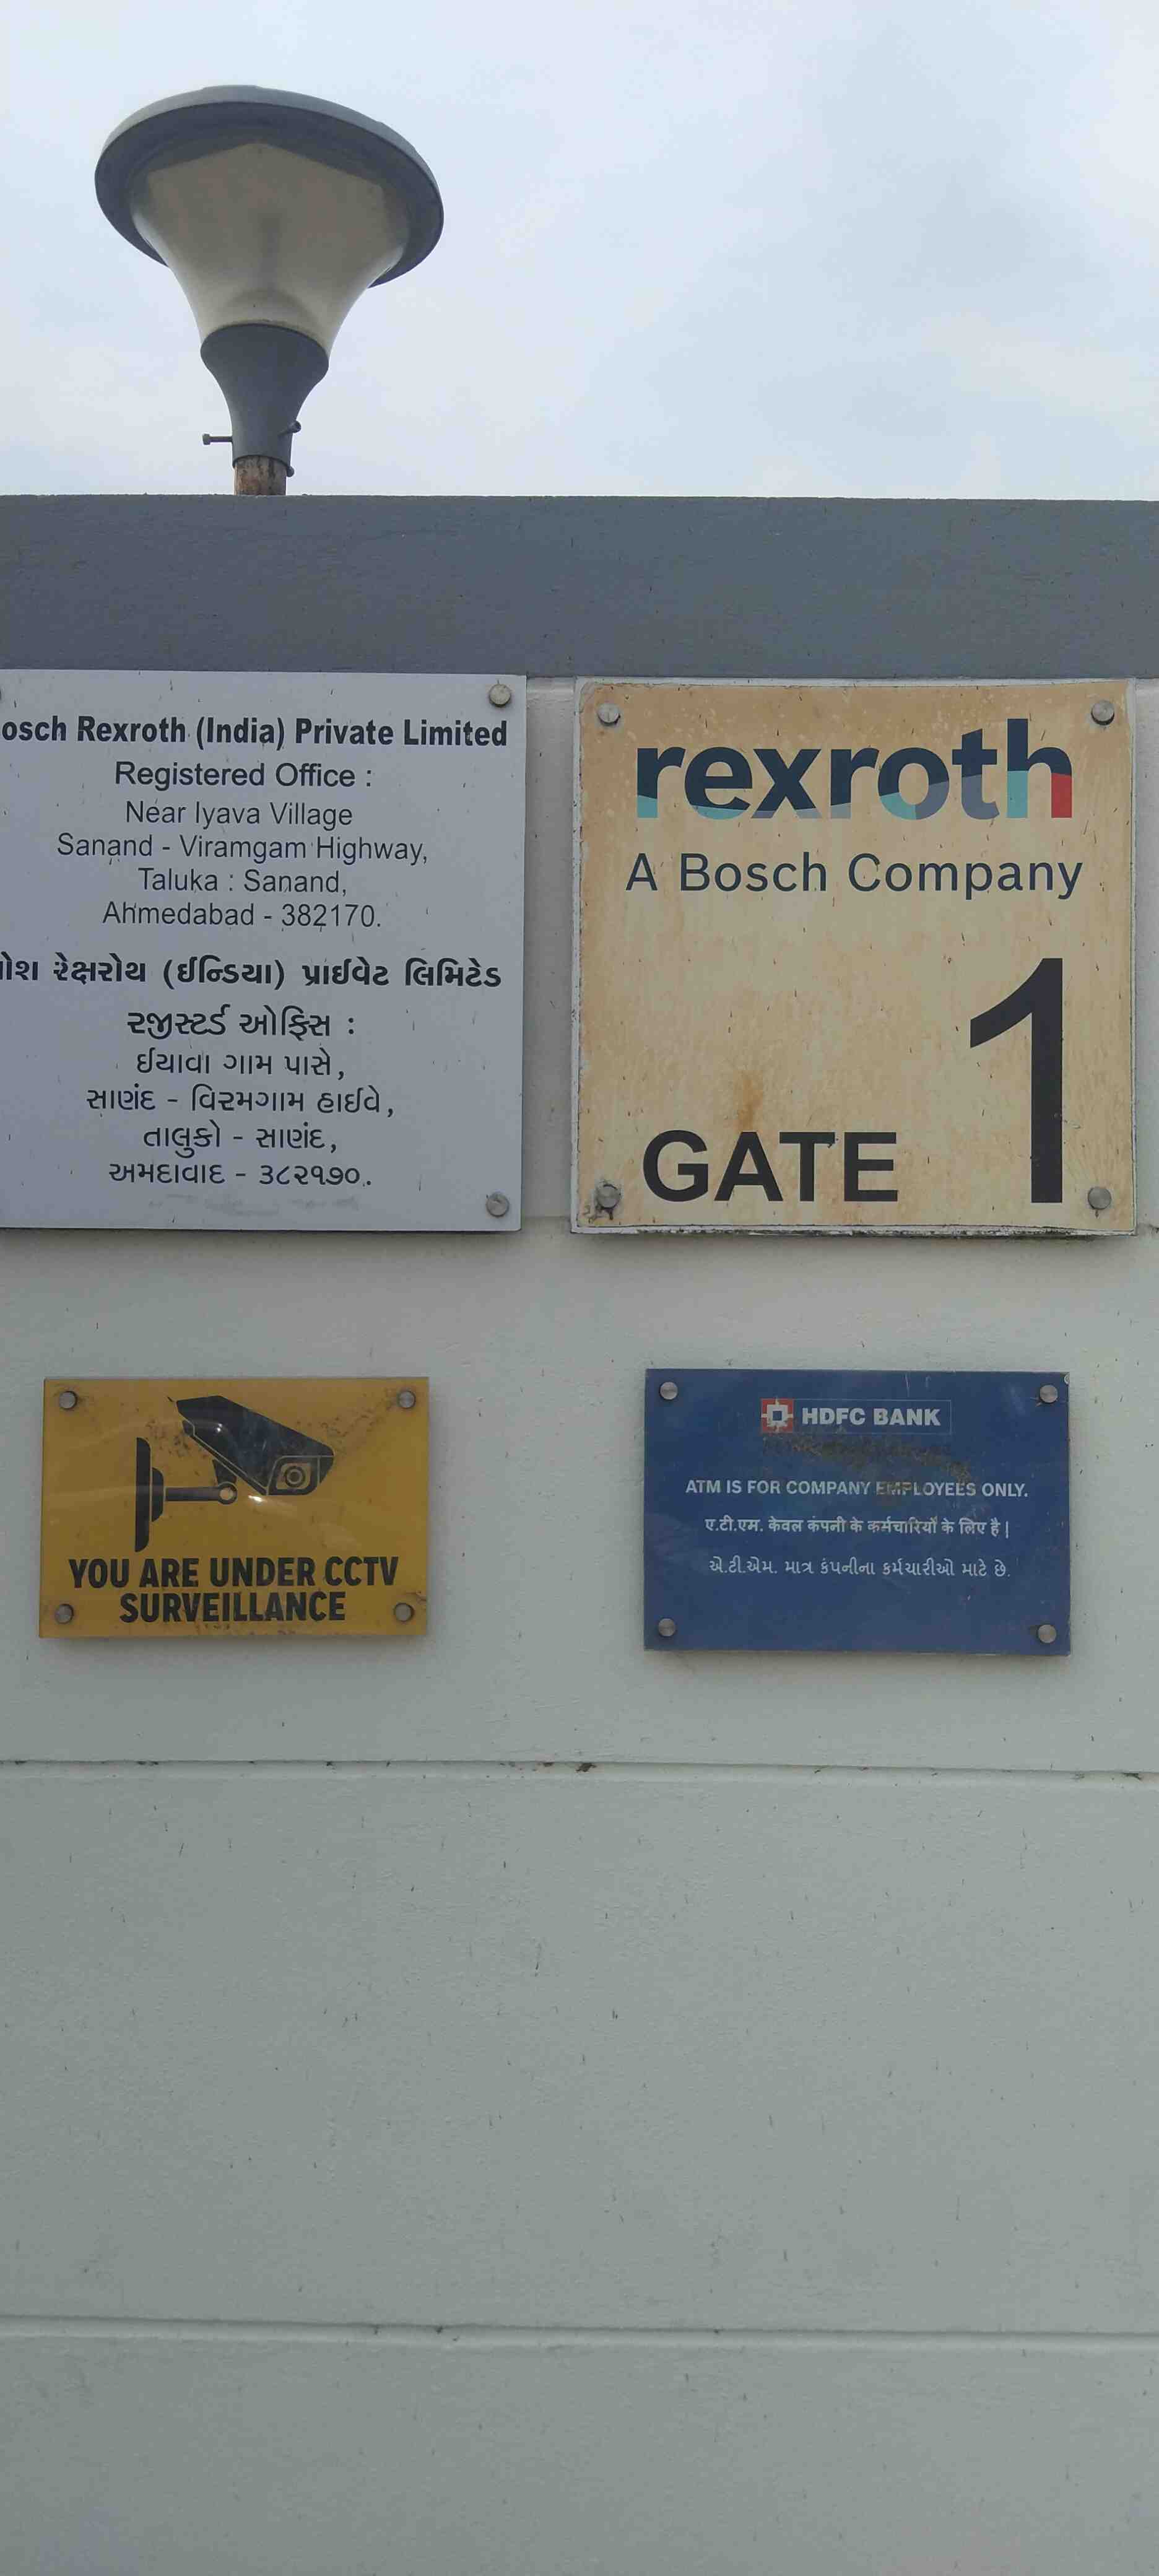 osch Rexroth (India) Private Limited
Registered Office :
Near Iyava Village
Sanand - Viramgam Highway,
Taluka : Sanand,
Ahmedabad - 382170.
ોશ રેક્ષરોથ (ઈન્ડિયા) પ્રાઈવેટ લિમિટેડ
રજીસ્ટર્ડ ઓફિસ :
ઈયાવા ગામ પાસે,
સાણંદ - વિરમગામ હાઈવે,
તાલુકો - સાણંદ,
અમદાવાદ - ૩૮૨૧૭૦.
rexroth
A Bosch Company
GATE 1
YOU ARE UNDER CCTV
SURVEILLANCE
HDFC BANK
ATM IS FOR COMPANY EMPLOYEES ONLY.
ए.टी.एम. केवल कंपनी के कर्मचारियों के लिए है |
એ.ટી.એમ. માત્ર કંપનીના કર્મચારીઓ માટે છે.